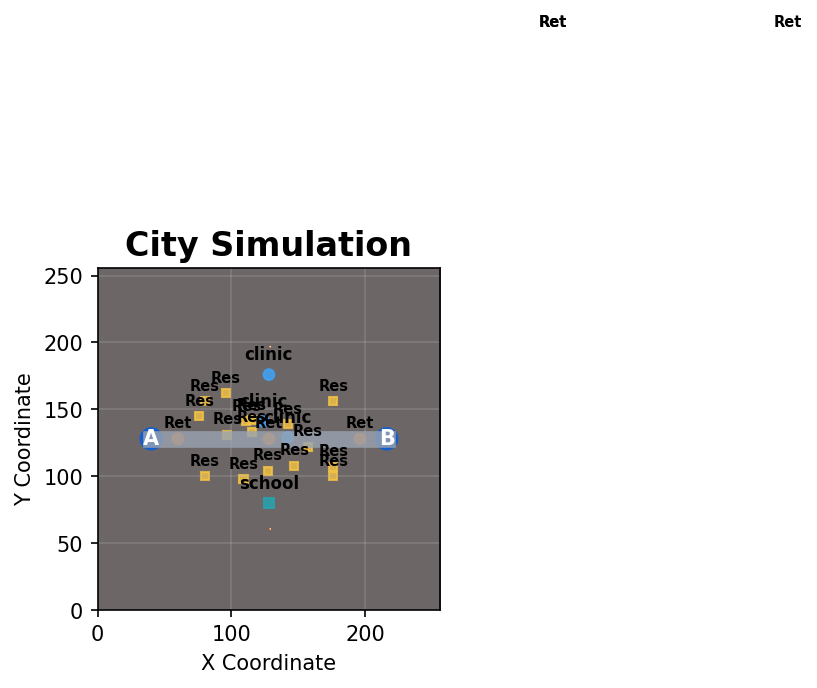 Ret Ret
City Simulation
250
200
150
100
50
0
0 100 200
Y Coordinate
X Coordinate
clinic
Res
Res Res
Res
clinic
Res
Res
Res
Ret
Res
Res
clinic
Ret
Ret
A
B
Res
Res
Res
Res
Res
Res
Res
school